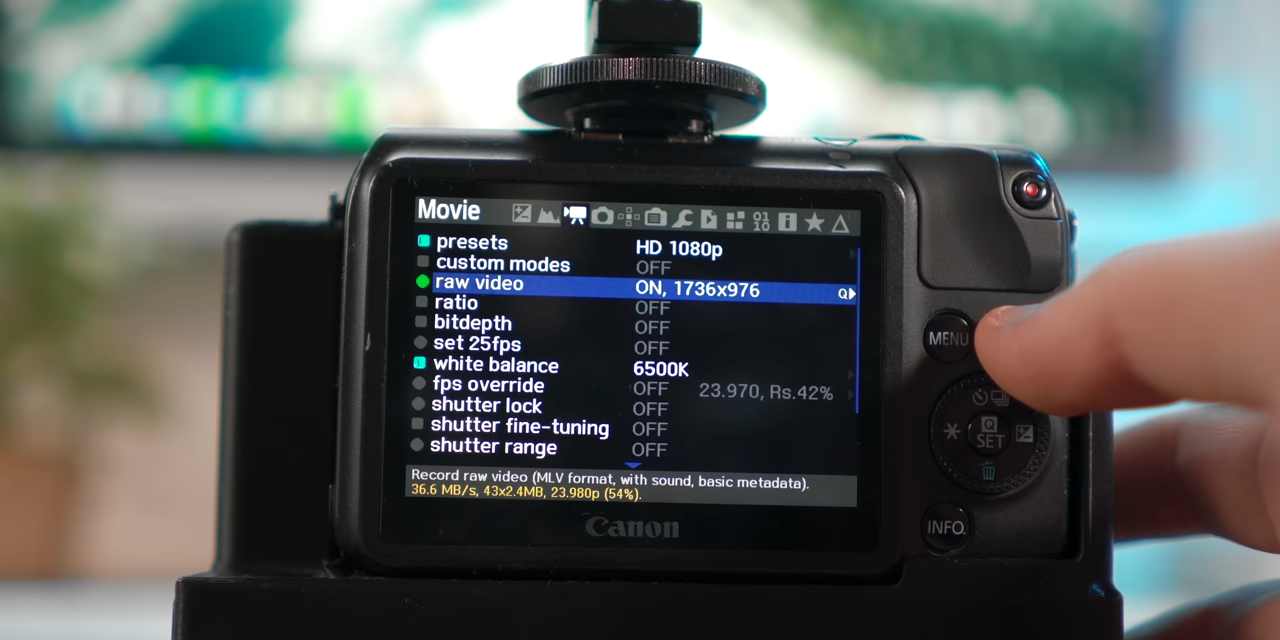 Movie
presets HD 1080p
custom modes OFF
raw video ON, 1736x976 Q
ratio OFF
bitdepth OFF
set 25fps OFF
white balance 6500K
fps override OFF 23.970, Rs.42%
shutter lock OFF
shutter fine-tuning OFF
shutter range OFF
Record raw video (MLV format, with sound, basic metadata).
36.6 MB/s, 43x2.4MB, 23.980p (54%).
Canon
MENU
Q
SET
INFO.